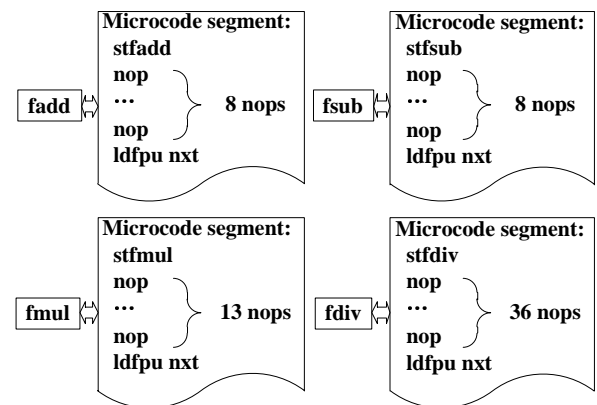 Microcode segment:
stfadd
nop
...
nop
ldfpu nxt
8 nops
fadd
Microcode segment:
stfsub
nop
...
nop
ldfpu nxt
8 nops
fsub
Microcode segment:
stfmul
nop
...
nop
ldfpu nxt
13 nops
fmul
Microcode segment:
stfdiv
nop
...
nop
ldfpu nxt
36 nops
fdiv